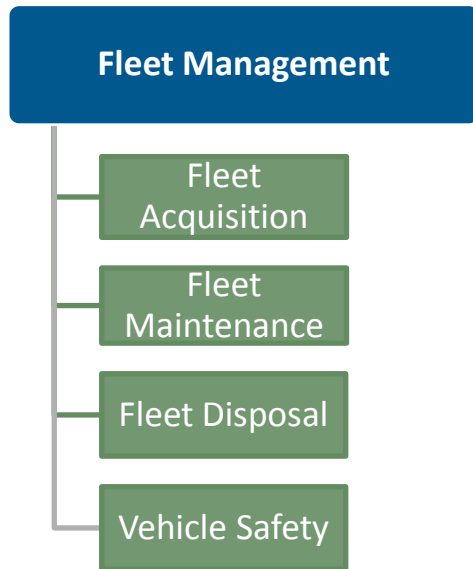 Fleet Management
Fleet
Acquisition
Fleet
Maintenance
Fleet Disposal
Vehicle Safety